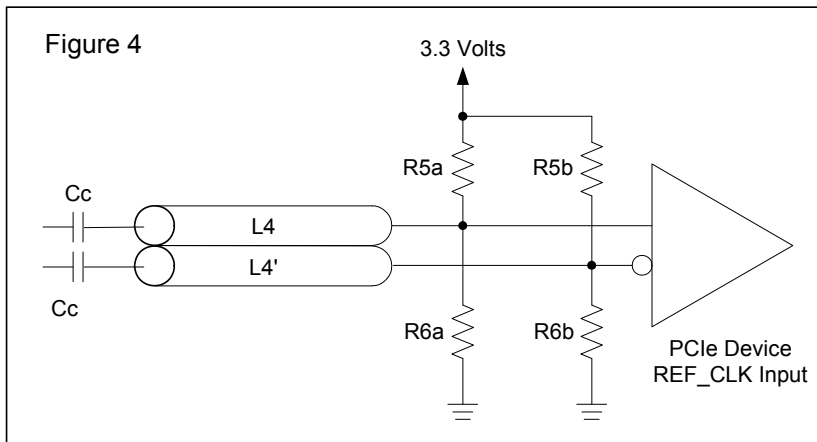 Figure 4
3.3 Volts
R5a
R5b
Cc
L4
L4'
Cc
R6a
R6b
PCIe Device
REF_CLK Input